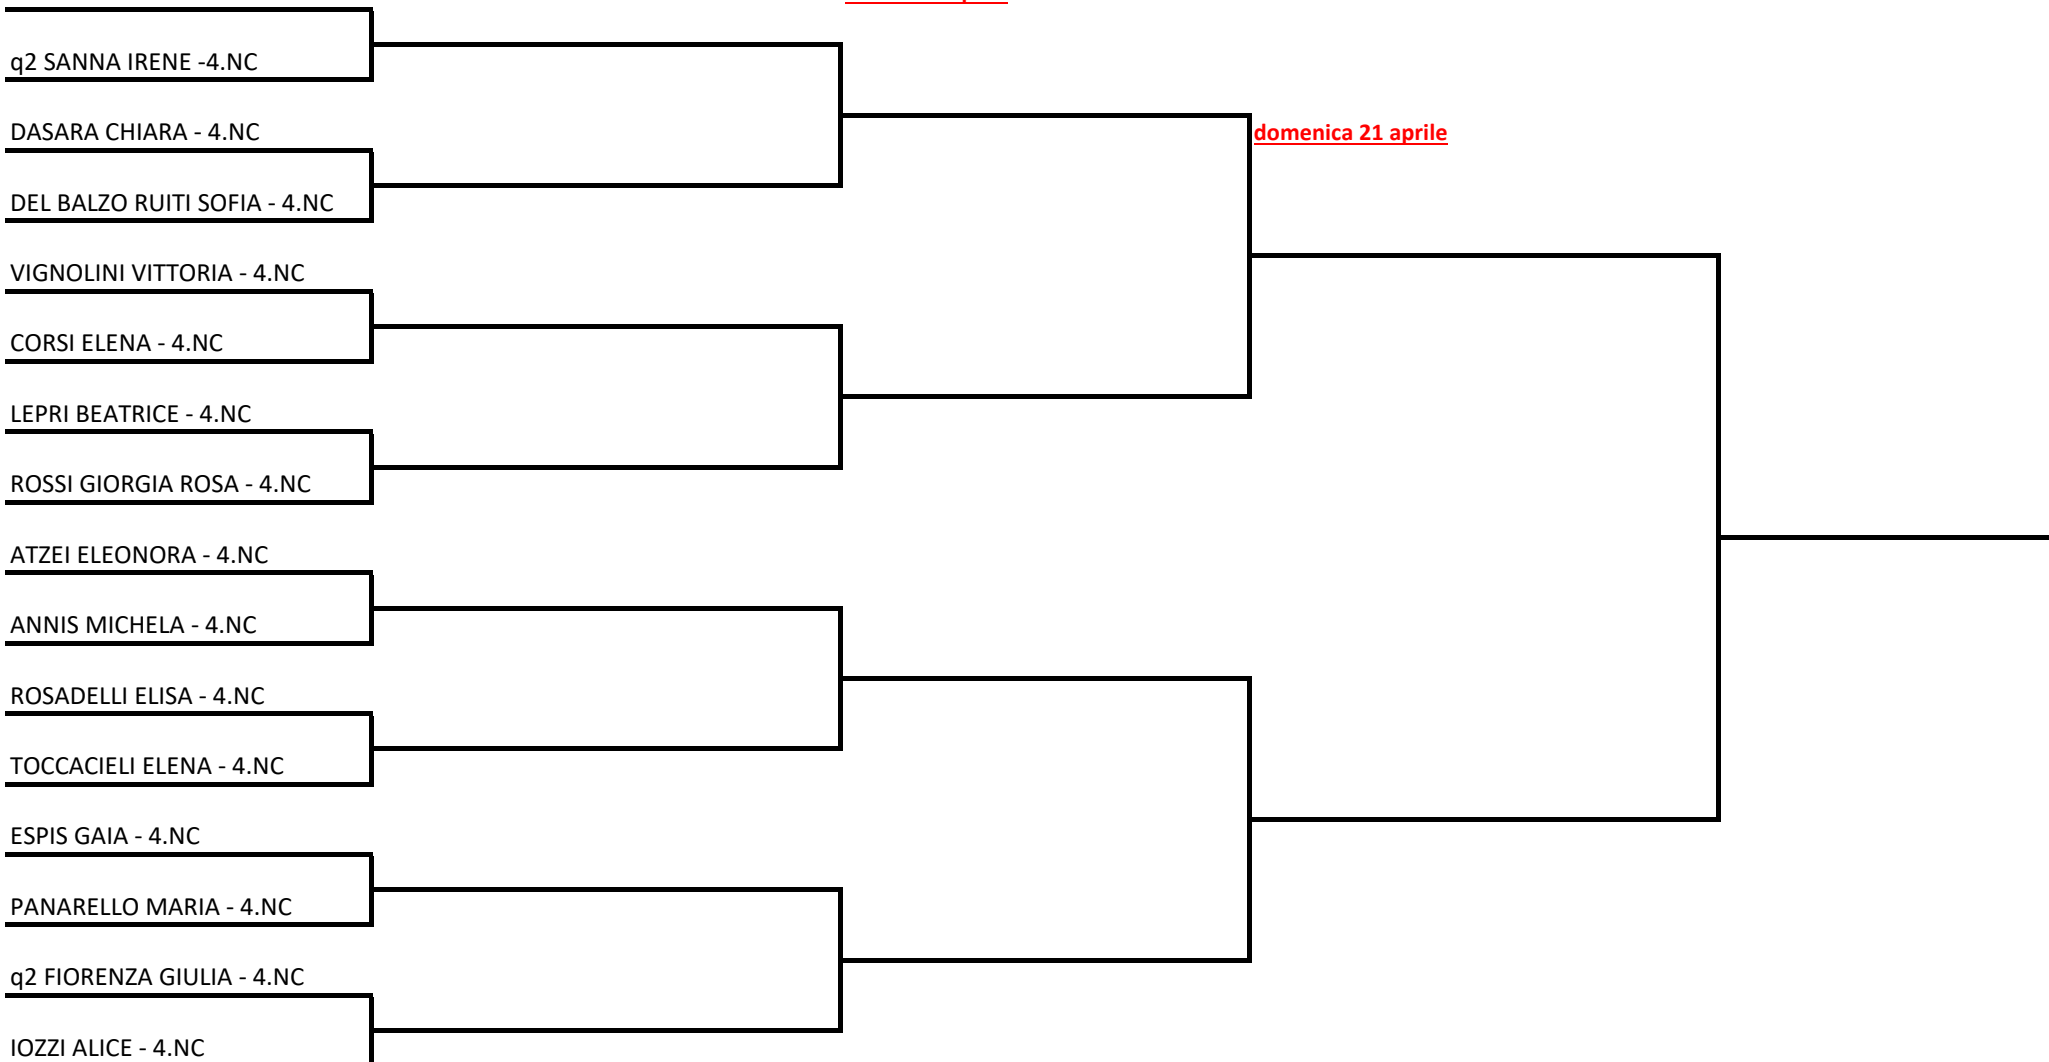 q2 SANNA IRENE -4.NC
DASARA CHIARA - 4.NC
domenica 21 aprile
DEL BALZO RUITI SOFIA - 4.NC
VIGNOLINI VITTORIA - 4.NC
CORSI ELENA - 4.NC
LEPRI BEATRICE - 4.NC
ROSSI GIORGIA ROSA - 4.NC
ATZEI ELEONORA - 4.NC
ANNIS MICHELA - 4.NC
ROSADELLI ELISA - 4.NC
TOCCACIELI ELENA - 4.NC
ESPIS GAIA - 4.NC
PANARELLO MARIA - 4.NC
q2 FIORENZA GIULIA - 4.NC
IOZZI ALICE - 4.NC